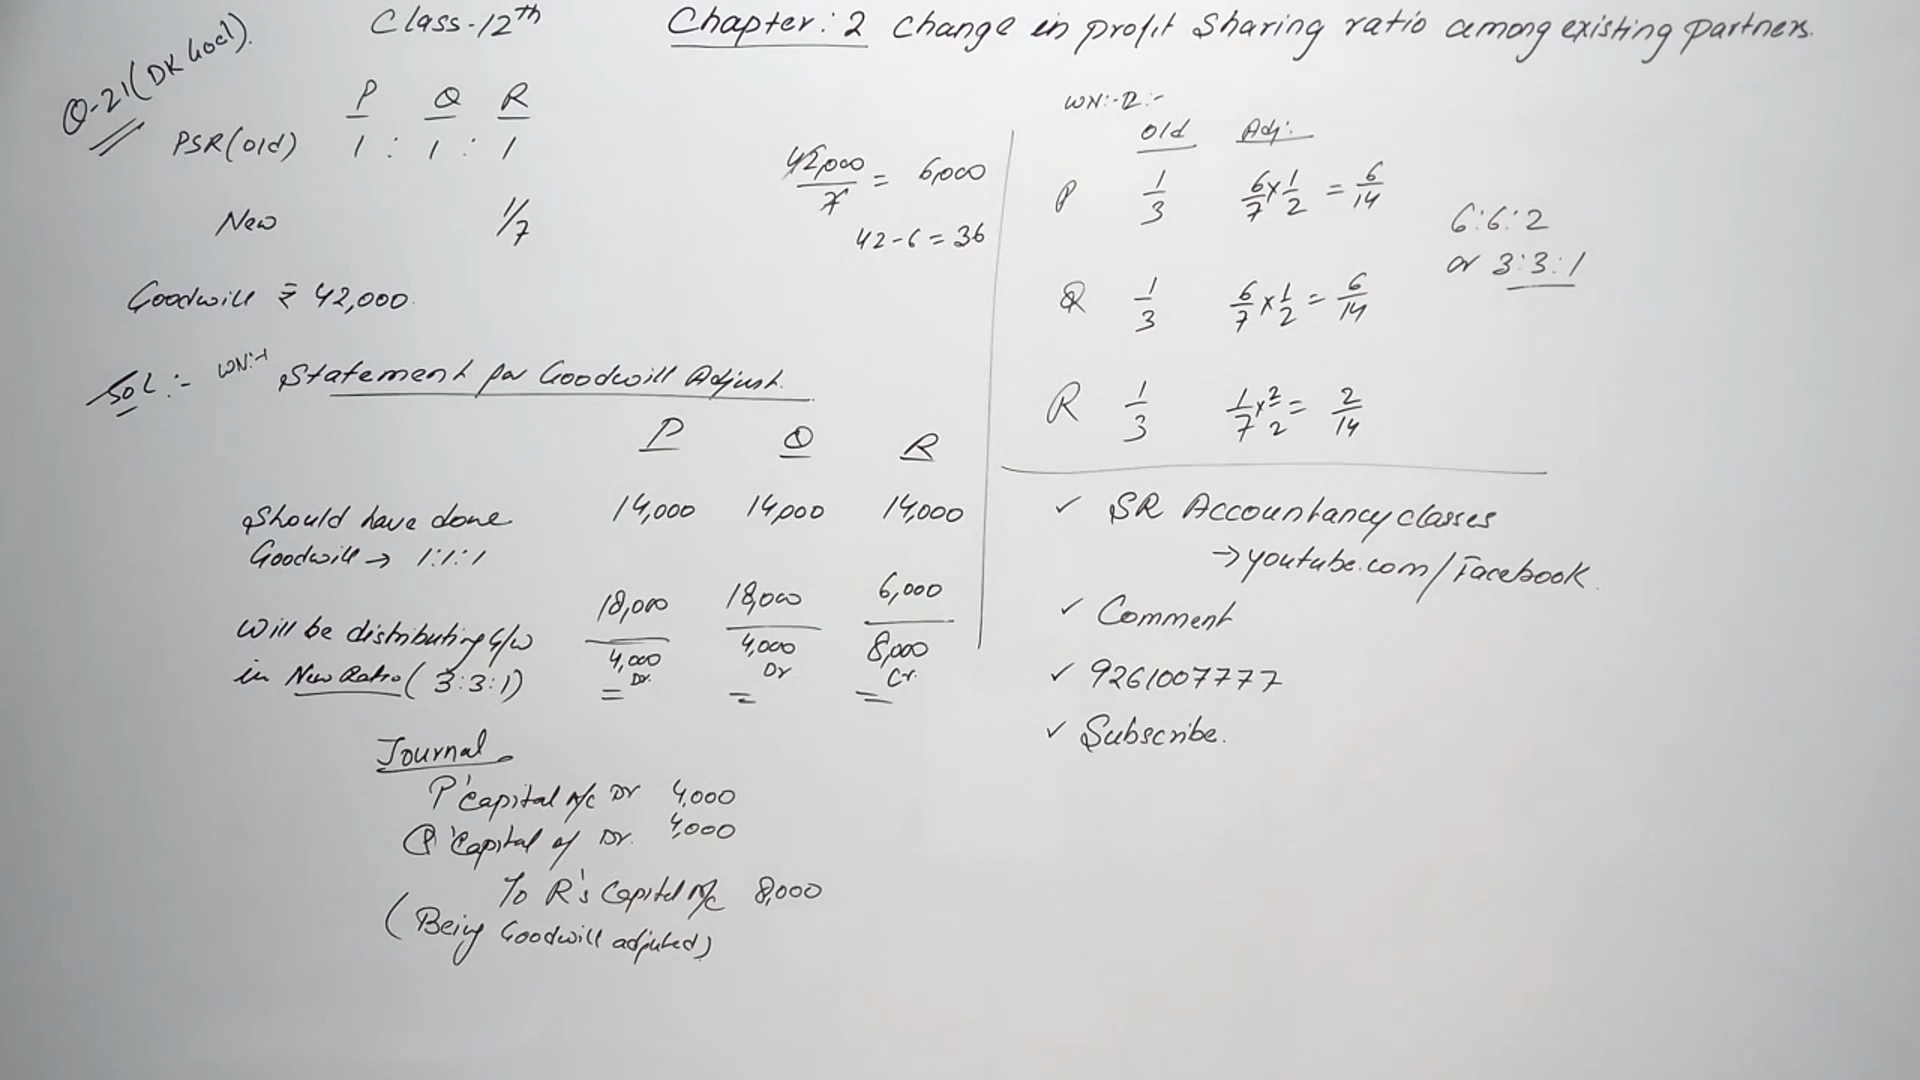 Q-21 (DK Goel).
Class-12th
Chapter: 2 Change in profit sharing ratio among existing partners.
P Q R
PSR(old) 1 : 1 : 1
New 1/7
Goodwill ₹ 42,000.
42,000/7 = 6,000
42-6=36
Sol:- WN:-1 Statement for Goodwill Adjust.
P Q R
Should have done 14,000 14,000 14,000
Goodwill → 1:1:1
Will be distributing G/W 18,000 18,000 6,000
in New Ratio (3:3:1) 4,000 Dr. 4,000 Dr 8,000 Cr.
Journal
P'Capital A/c Dr 4,000
Q'Capital A/c Dr. 4,000
To R's Capital A/c 8,000
(Being Goodwill adjusted)
WN:-2:-
Old Adj:
P 1/3 6/7×1/2 = 6/14
Q 1/3 6/7×1/2 = 6/14
R 1/3 1/7×2/2 = 2/14
6:6:2
or 3:3:1
✓ SR Accountancy classes
→ youtube.com/Facebook.
✓ Comment
✓ 9261007777
✓ Subscribe.